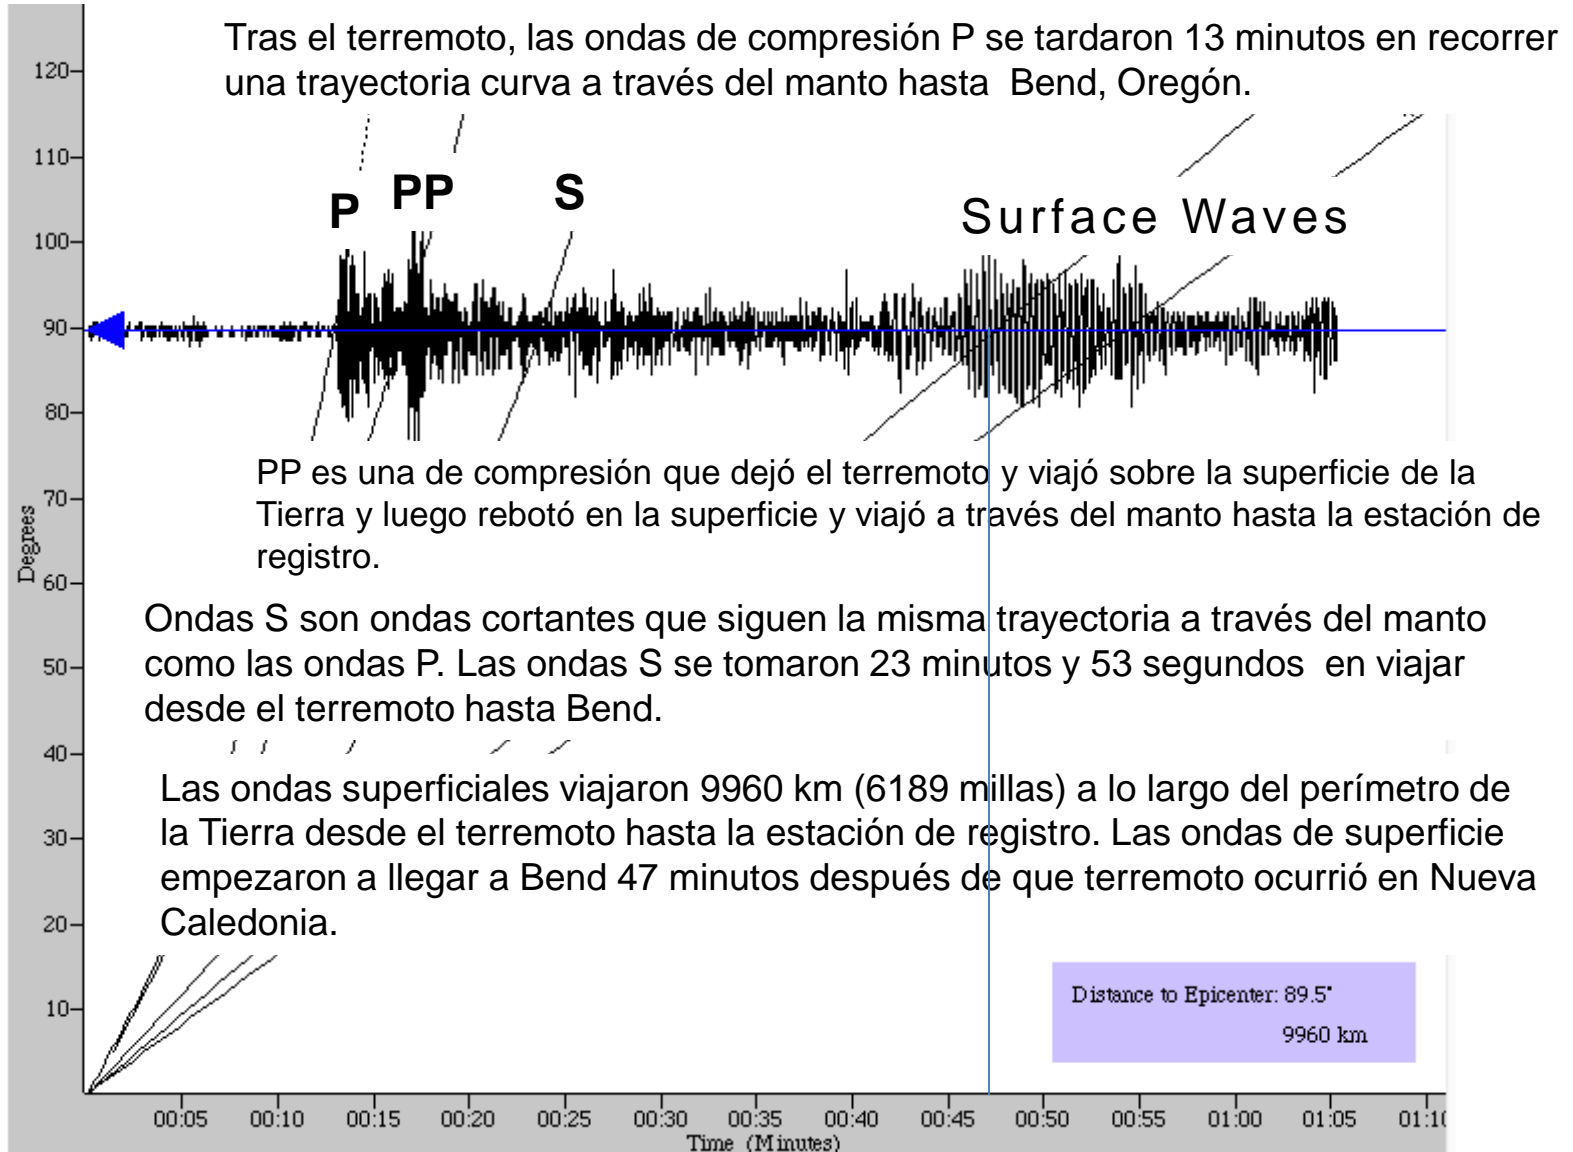 Tras el terremoto, las ondas de compresión P se tardaron 13 minutos en recorrer
una trayectoria curva a través del manto hasta Bend, Oregón.
120
110
P PP S
Surface Waves
100
90
80
PP es una de compresión que dejó el terremoto y viajó sobre la superficie de la
Tierra y luego rebotó en la superficie y viajó a través del manto hasta la estación de
registro.
70
Degrees
60
Ondas S son ondas cortantes que siguen la misma trayectoria a través del manto
como las ondas P. Las ondas S se tomaron 23 minutos y 53 segundos en viajar
desde el terremoto hasta Bend.
50
40
Las ondas superficiales viajaron 9960 km (6189 millas) a lo largo del perímetro de
la Tierra desde el terremoto hasta la estación de registro. Las ondas de superficie
empezaron a llegar a Bend 47 minutos después de que terremoto ocurrió en Nueva
Caledonia.
30
20
10
Distance to Epicenter: 89.5°
9960 km
00:05 00:10 00:15 00:20 00:25 00:30 00:35 00:40 00:45 00:50 00:55 01:00 01:05 01:10
Time (Minutes)